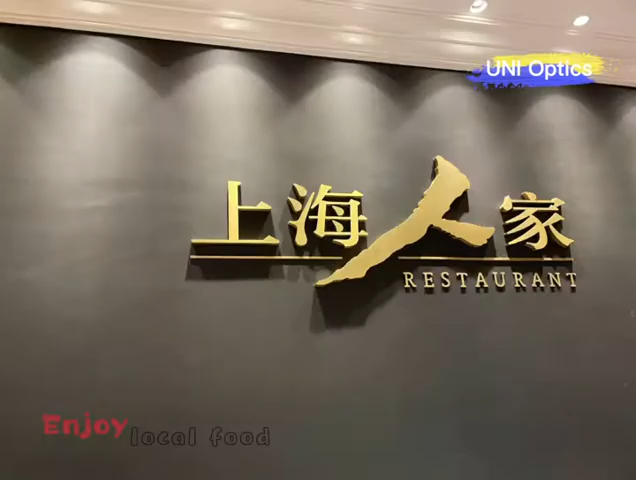 UNI Optics
上海人家
RESTAURANT
Enjoy
local food